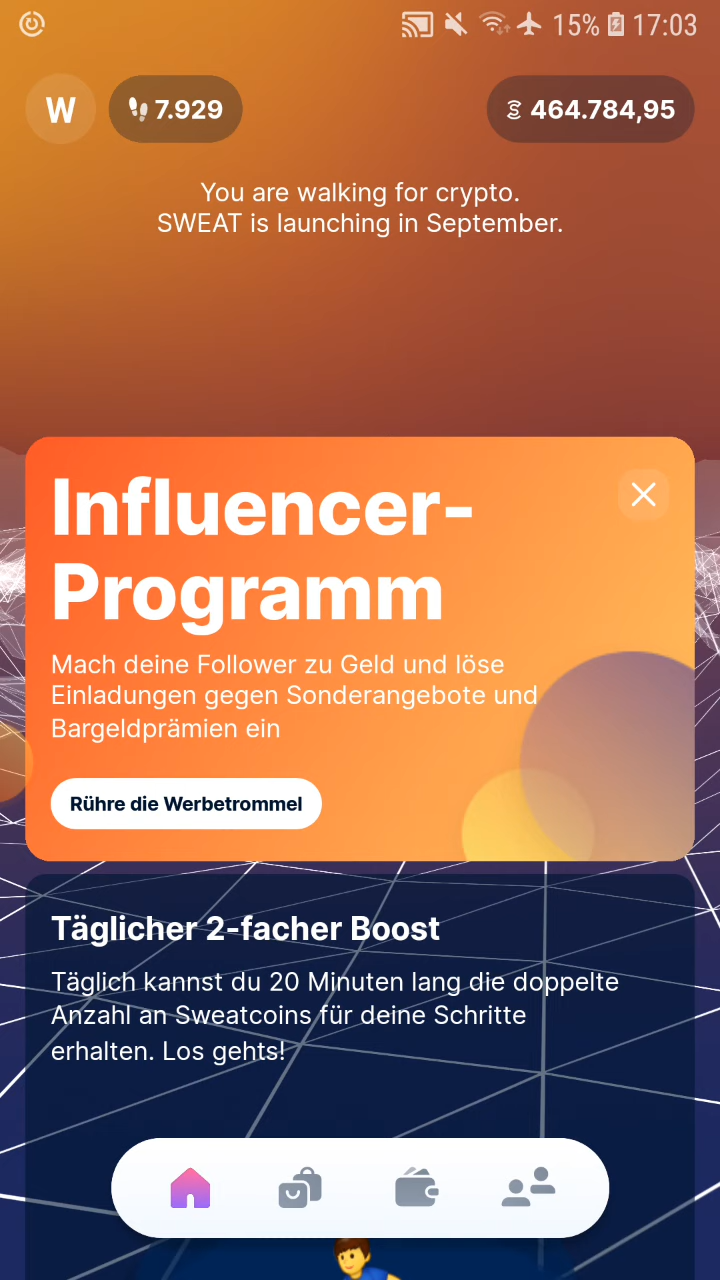 15% 17:03
W 7.929 464.784,95
You are walking for crypto.
SWEAT is launching in September.
Influencer-
Programm
Mach deine Follower zu Geld und löse
Einladungen gegen Sonderangebote und
Bargeldprämien ein
Rühre die Werbetrommel
Täglicher 2-facher Boost
Täglich kannst du 20 Minuten lang die doppelte
Anzahl an Sweatcoins für deine Schritte
erhalten. Los gehts!